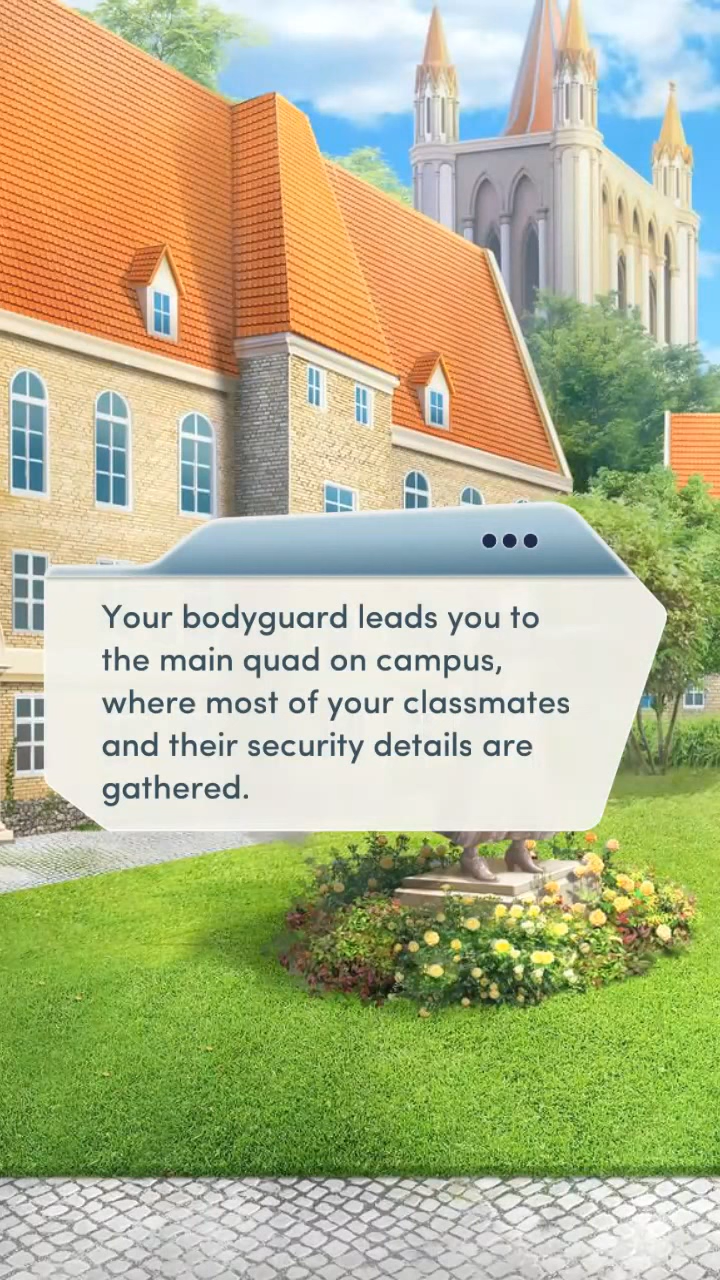 Your bodyguard leads you to
the main quad on campus,
where most of your classmates
and their security details are
gathered.